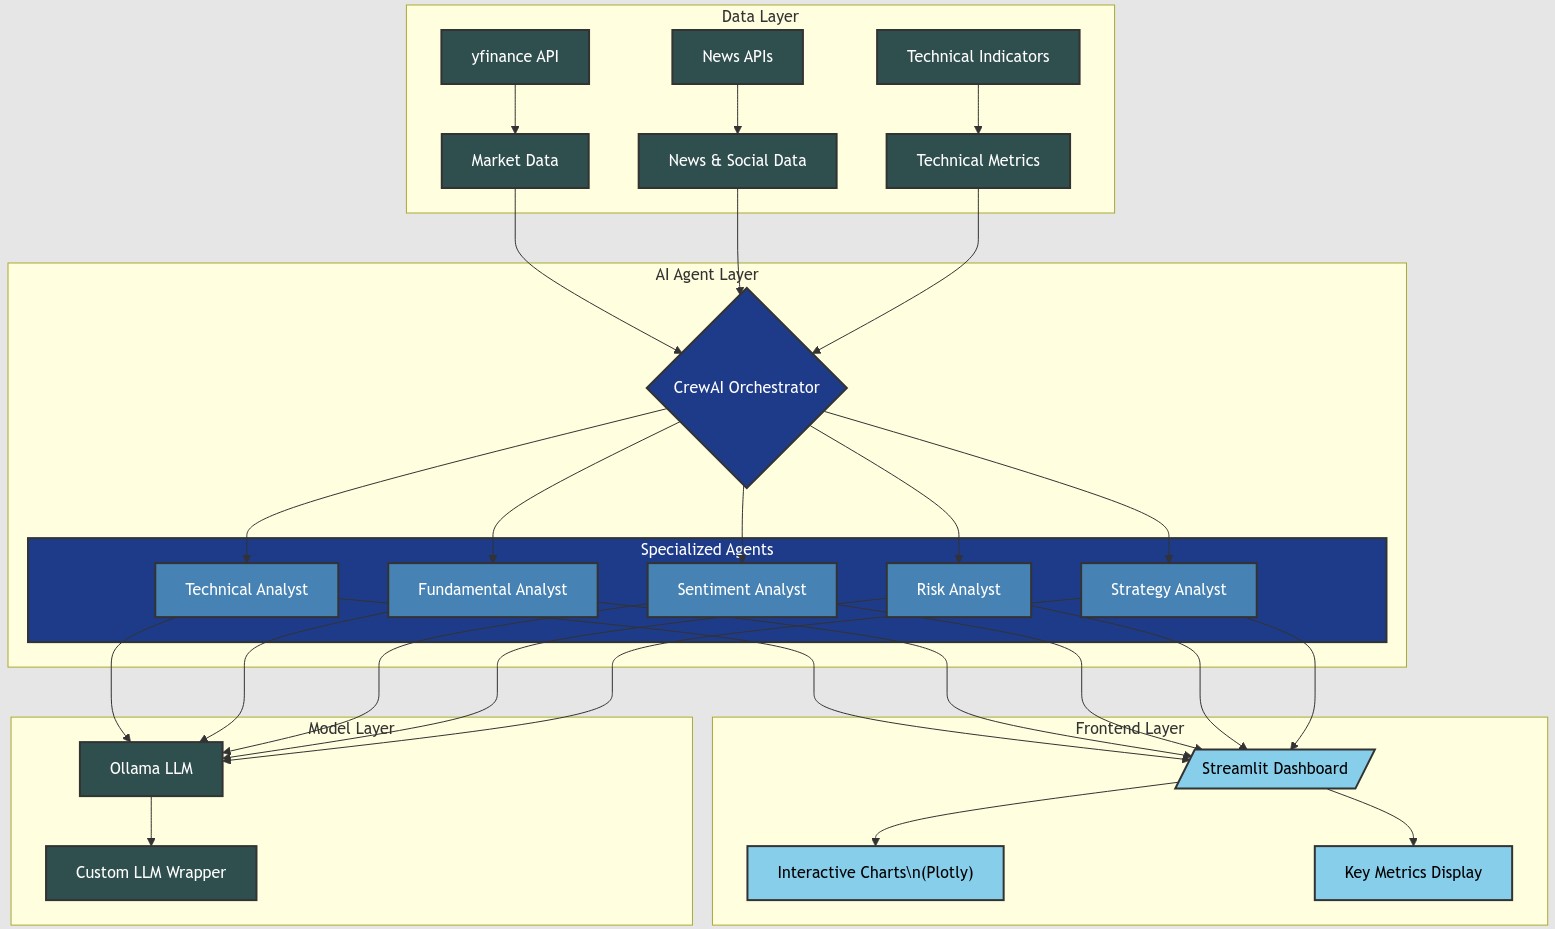 Data Layer
yfinance API
News APIs
Technical Indicators
Market Data
News & Social Data
Technical Metrics
AI Agent Layer
CrewAI Orchestrator
Specialized Agents
Technical Analyst
Fundamental Analyst
Sentiment Analyst
Risk Analyst
Strategy Analyst
Model Layer
Ollama LLM
Custom LLM Wrapper
Frontend Layer
Streamlit Dashboard
Interactive Charts\n(Plotly)
Key Metrics Display